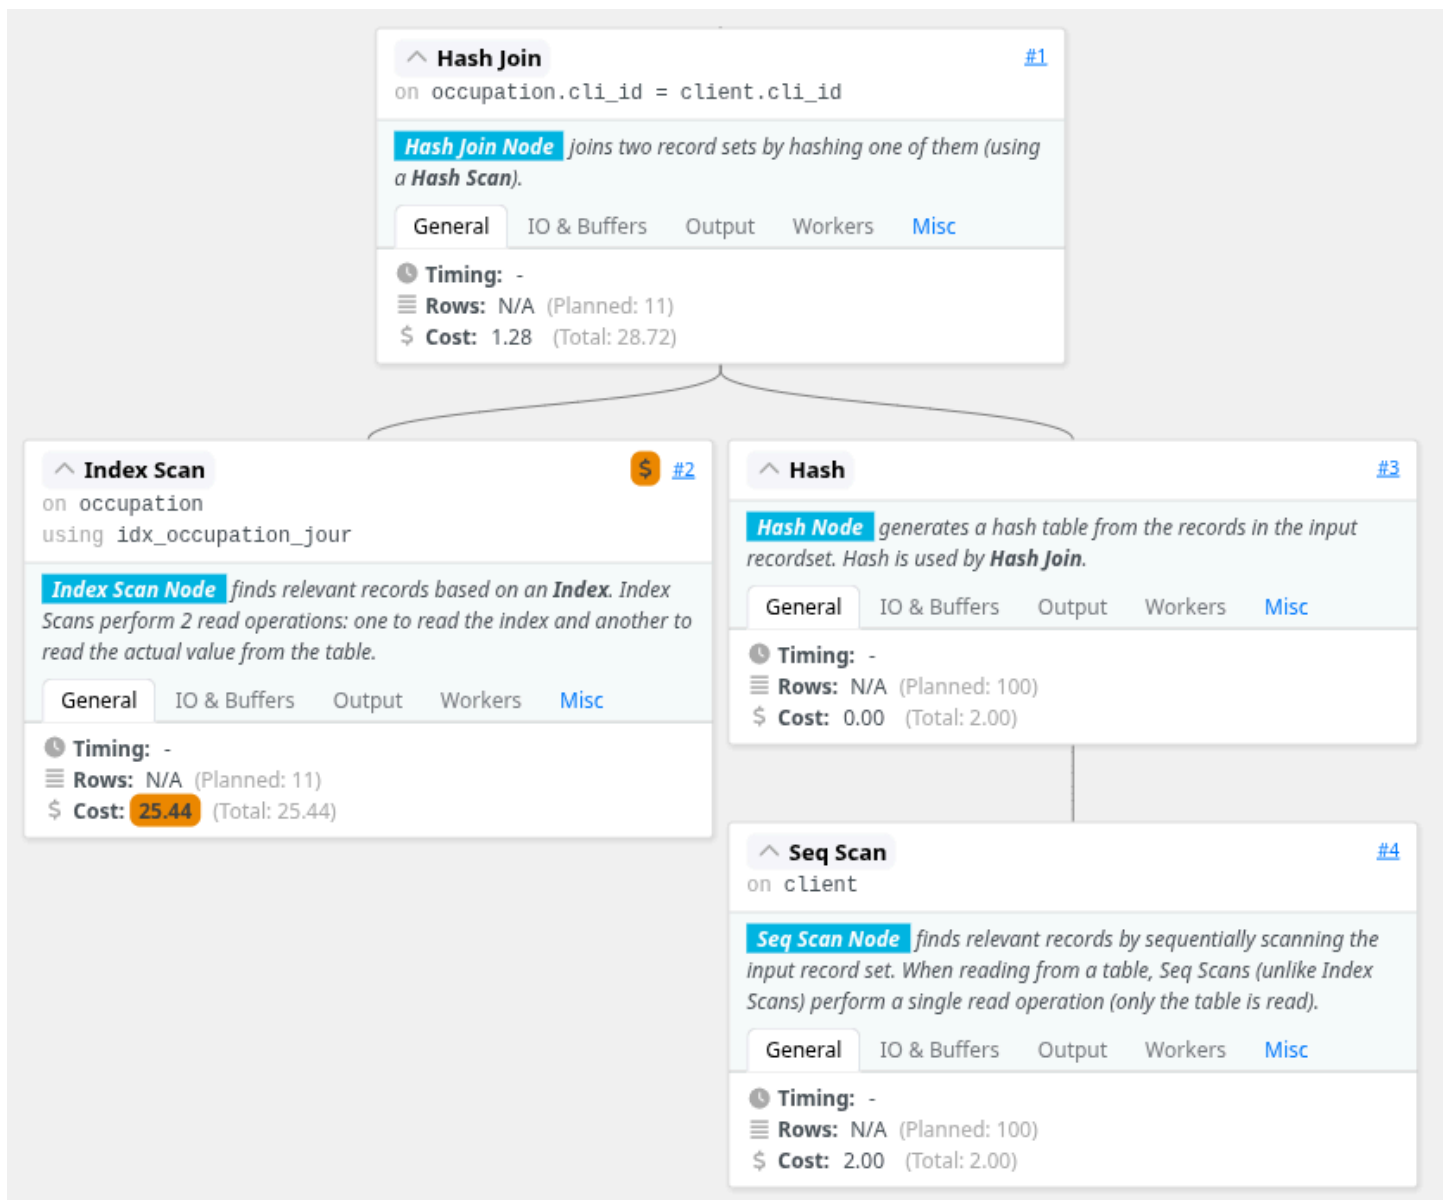 Hash Join #1
on occupation.cli_id = client.cli_id
Hash Join Node joins two record sets by hashing one of them (using
a Hash Scan).
General IO & Buffers Output Workers Misc
Timing: -
Rows: N/A (Planned: 11)
$ Cost: 1.28 (Total: 28.72)
Index Scan $ #2
on occupation
using idx_occupation_jour
Index Scan Node finds relevant records based on an Index. Index
Scans perform 2 read operations: one to read the index and another to
read the actual value from the table.
General IO & Buffers Output Workers Misc
Timing: -
Rows: N/A (Planned: 11)
$ Cost: 25.44 (Total: 25.44)
Hash #3
Hash Node generates a hash table from the records in the input
recordset. Hash is used by Hash Join.
General IO & Buffers Output Workers Misc
Timing: -
Rows: N/A (Planned: 100)
$ Cost: 0.00 (Total: 2.00)
Seq Scan #4
on client
Seq Scan Node finds relevant records by sequentially scanning the
input record set. When reading from a table, Seq Scans (unlike Index
Scans) perform a single read operation (only the table is read).
General IO & Buffers Output Workers Misc
Timing: -
Rows: N/A (Planned: 100)
$ Cost: 2.00 (Total: 2.00)